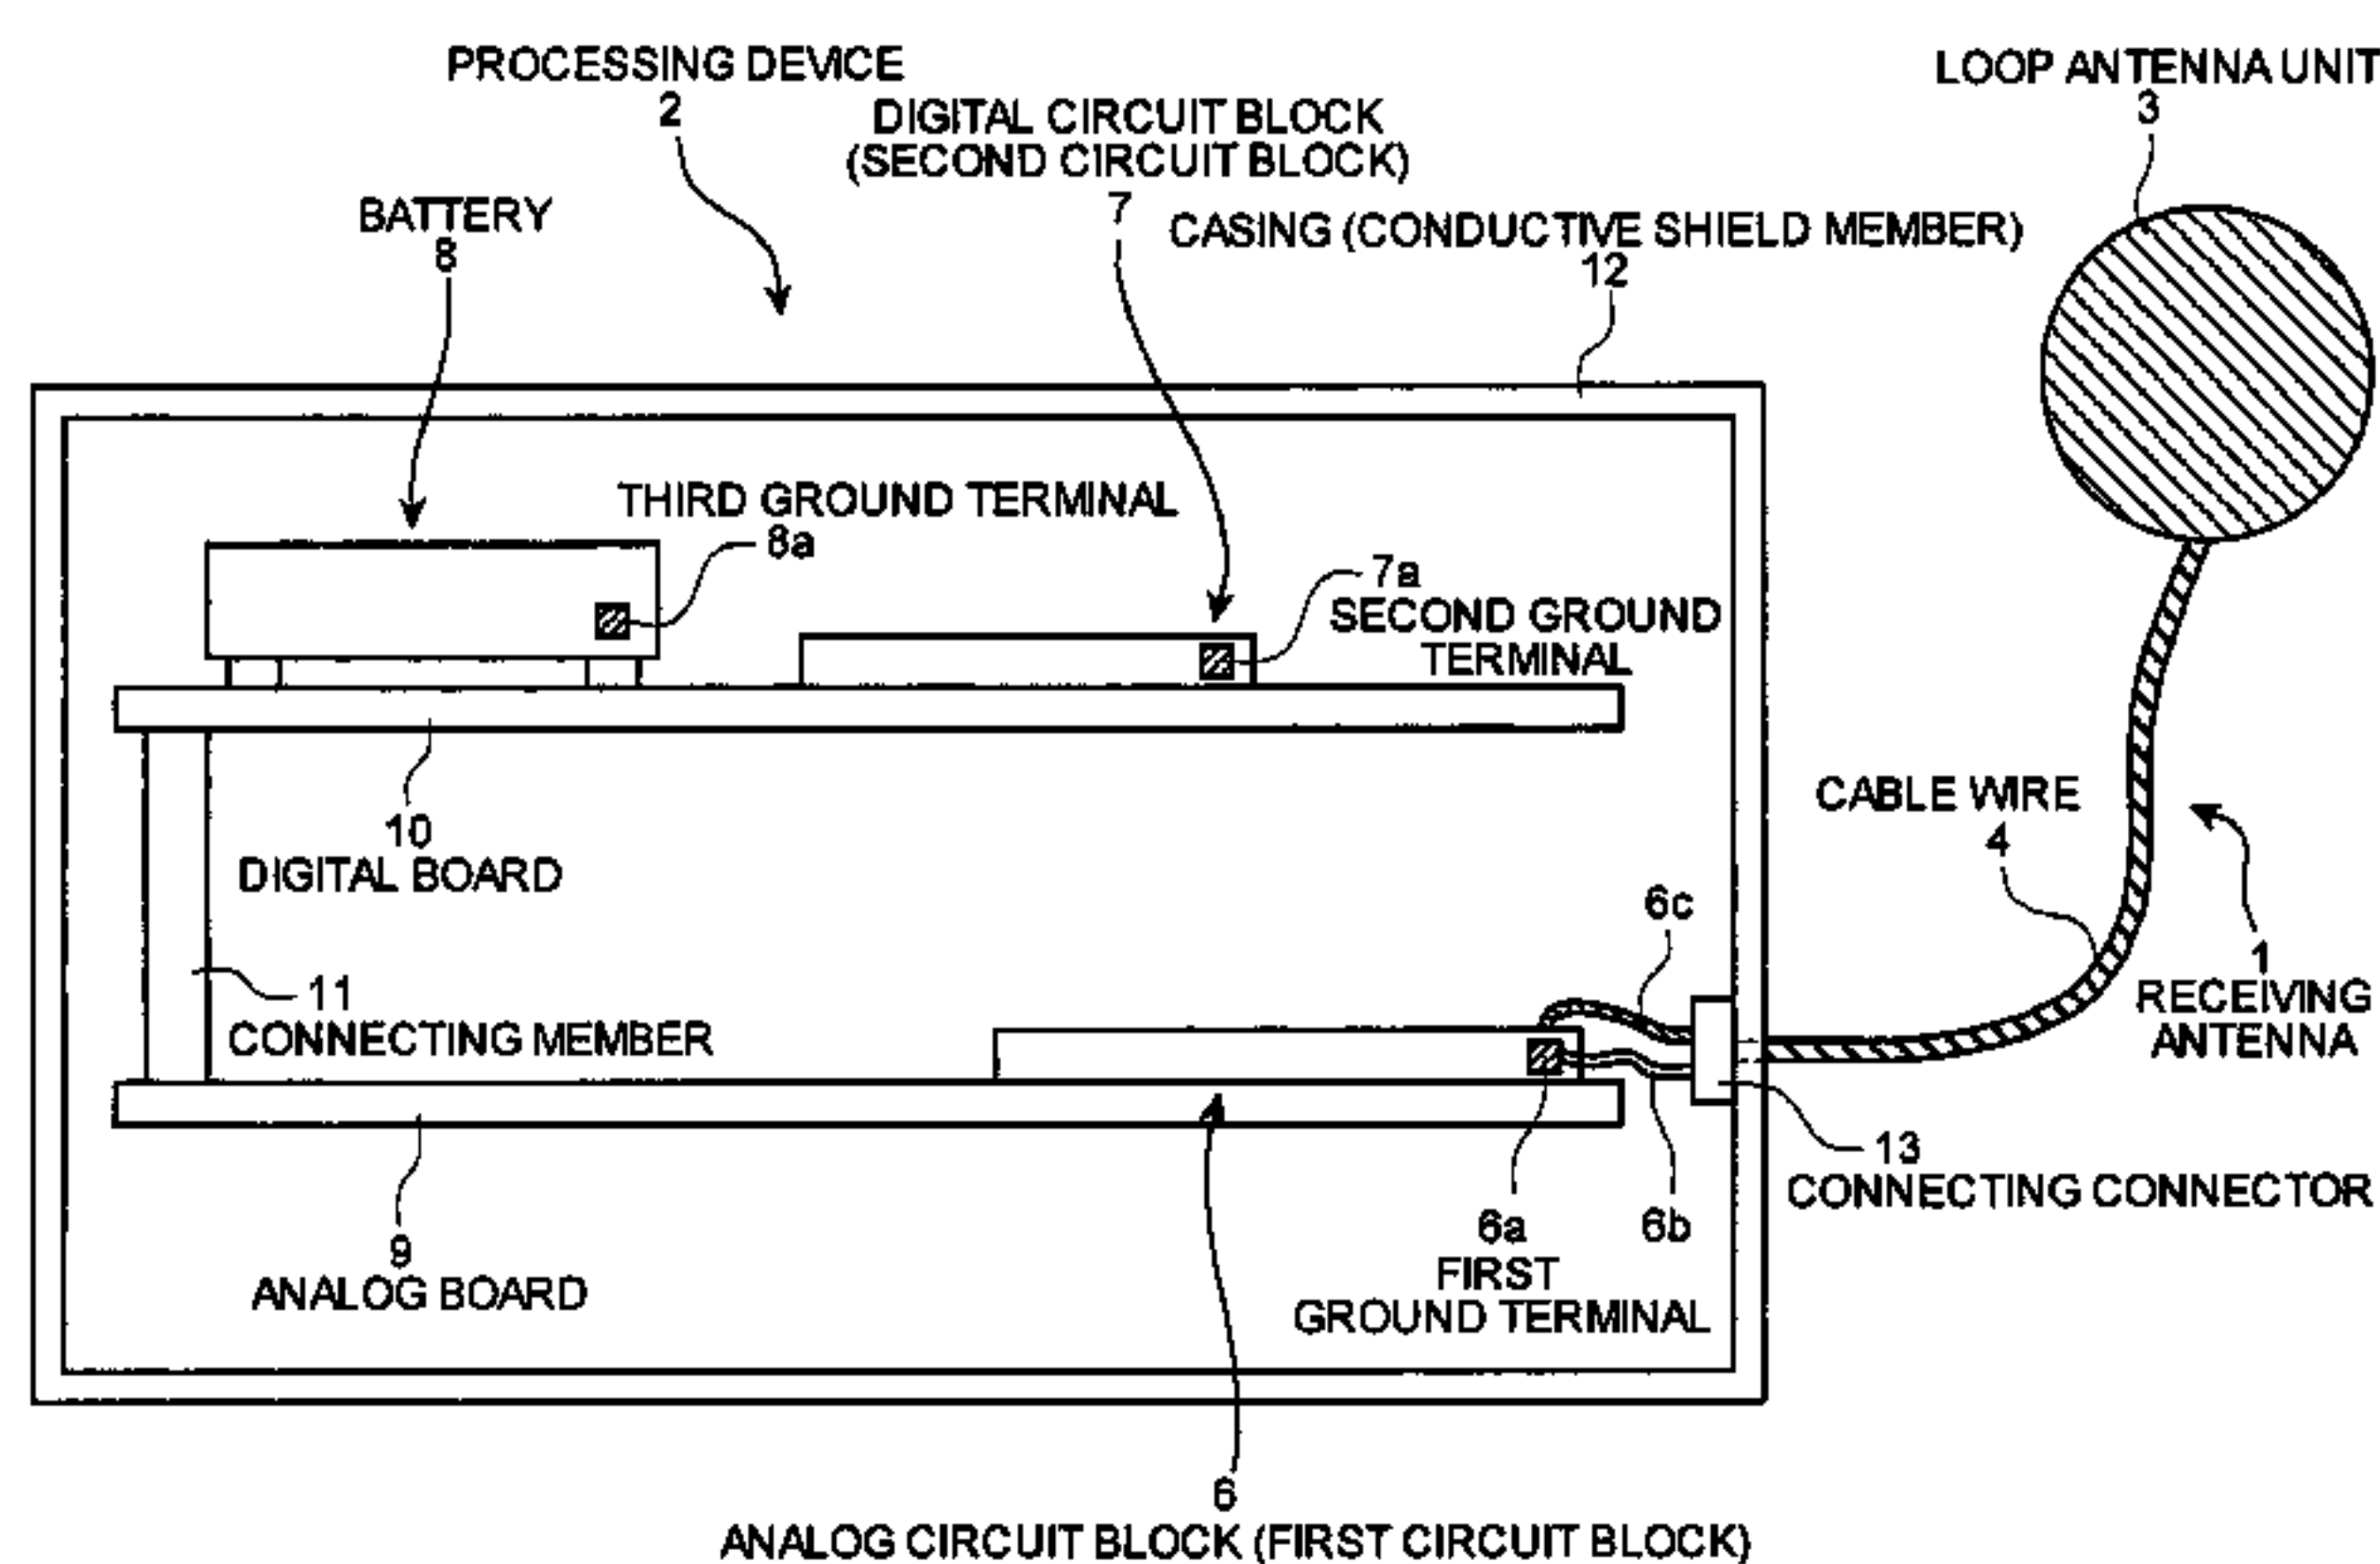 PROCESSING DEVICE
2
LOOP ANTENNA UNIT
3
DIGITAL CIRCUIT BLOCK
(SECOND CIRCUIT BLOCK)
7
BATTERY
8
CASING (CONDUCTIVE SHIELD MEMBER)
12
THIRD GROUND TERMINAL
8a
7a
SECOND GROUND
TERMINAL
10
DIGITAL BOARD
CABLE WIRE
4
6c
1
RECEIVING
ANTENNA
11
CONNECTING MEMBER
13
CONNECTING CONNECTOR
6a
FIRST
GROUND TERMINAL
6b
9
ANALOG BOARD
6
ANALOG CIRCUIT BLOCK (FIRST CIRCUIT BLOCK)